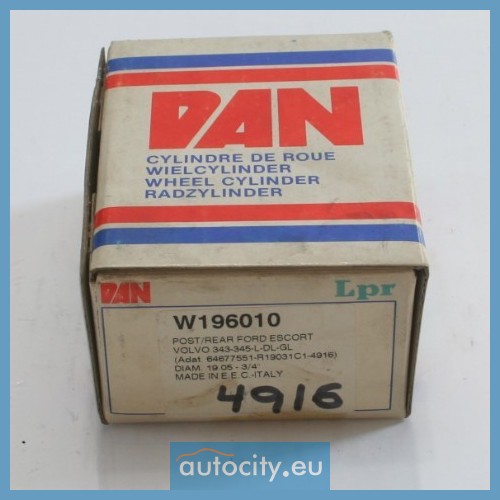 DAN
CYLINDRE DE ROUE
WIELCYLINDER
WHEEL CYLINDER
RADZYLINDER
DAN Lpr
W196010
POST/REAR FORD ESCORT
VOLVO 343-345-L-DL-GL
(Adat. 64677551-R19031C1-4916)
DIAM. 19.05 - 3/4"
MADE IN E.E.C.-ITALY
4916
autocity.eu